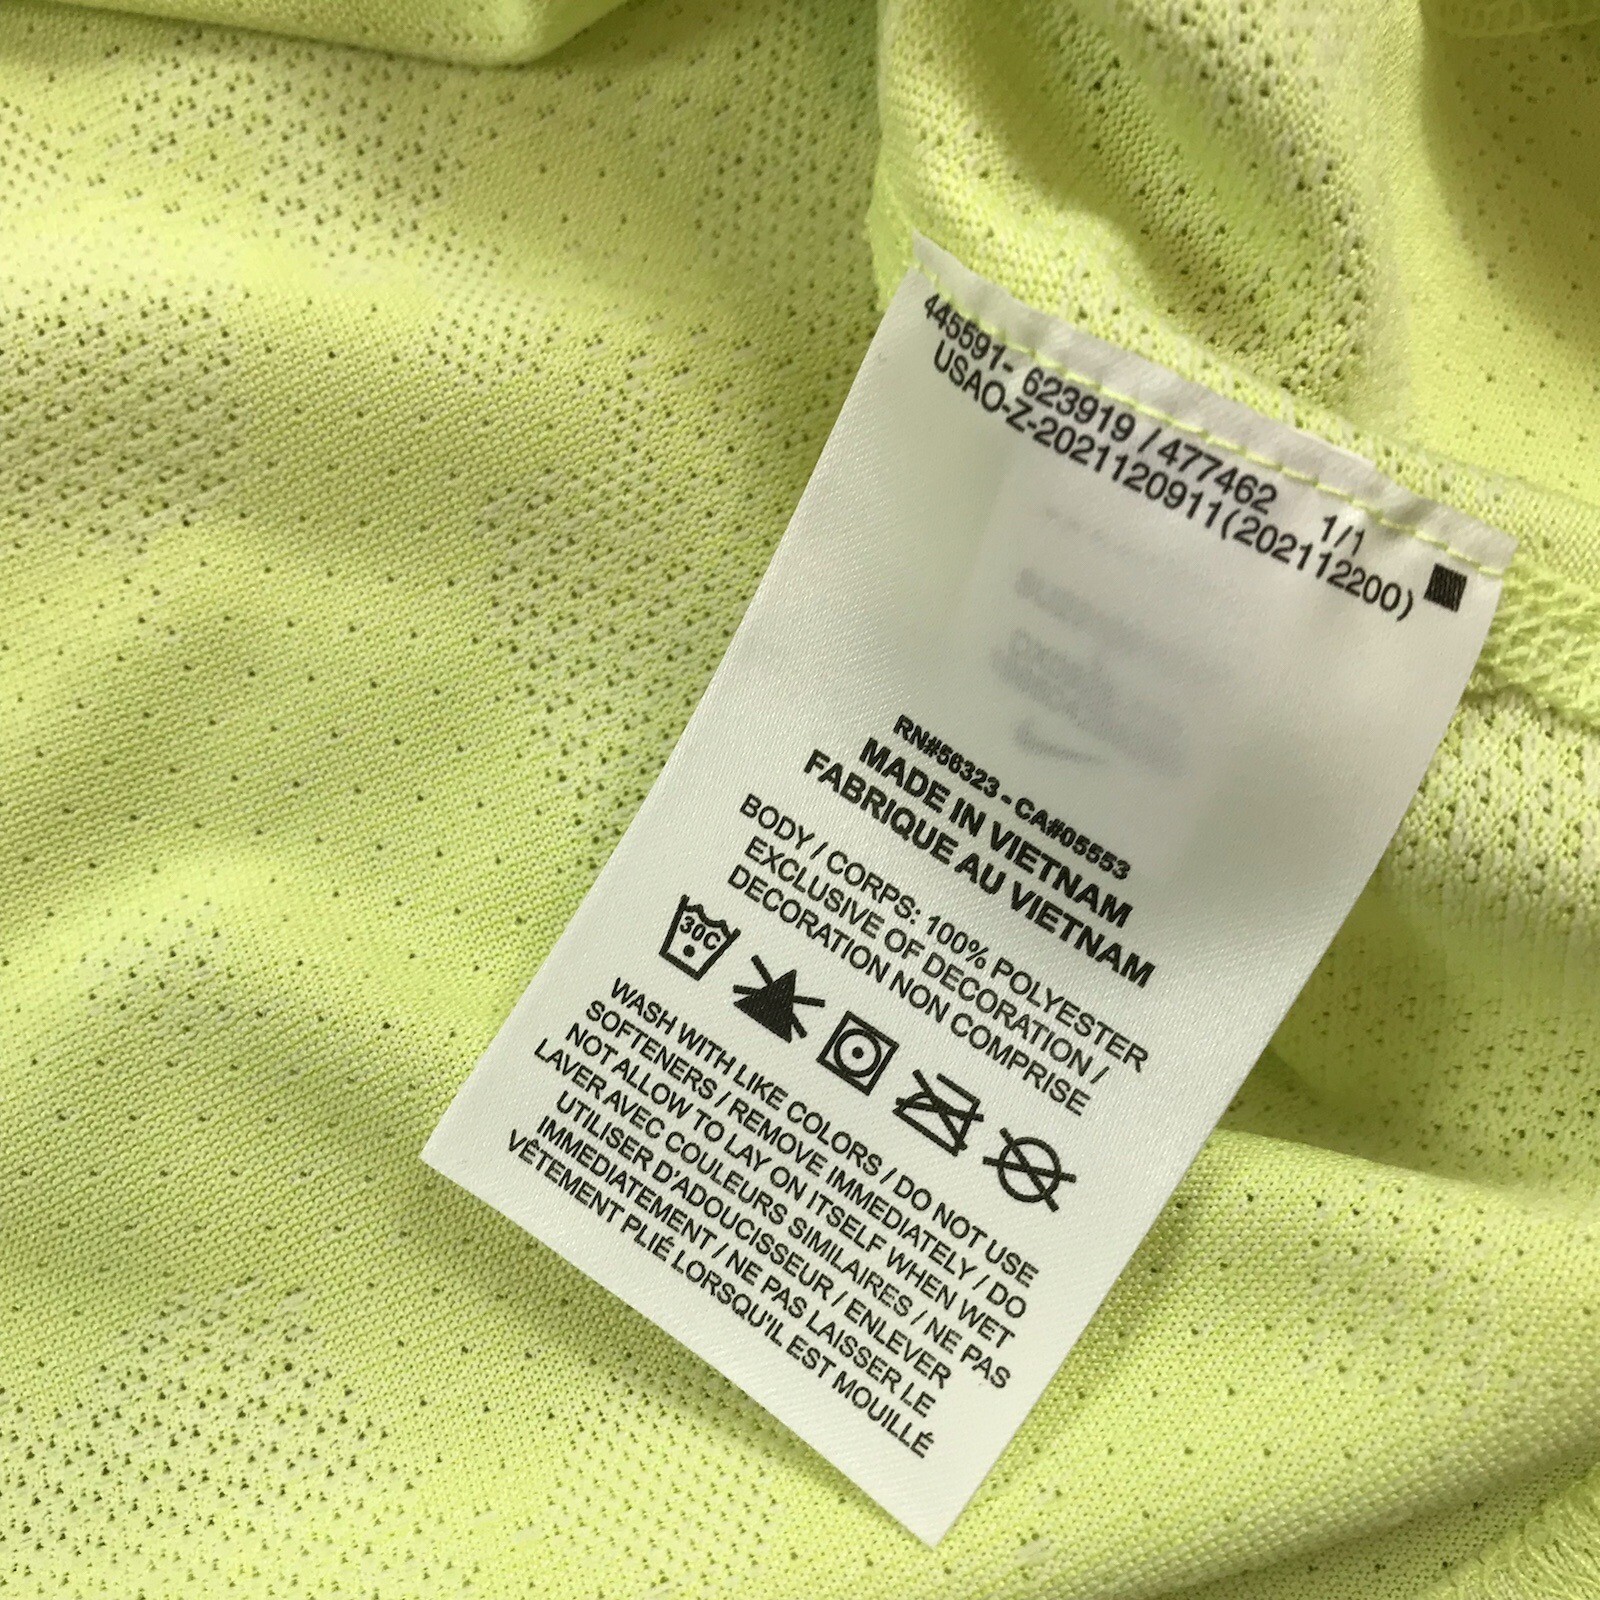 445591- 623919 / 477462 1/1
USAO-Z-2021120911(202112200)
RN#56323 - CA#05553
MADE IN VIETNAM
FABRIQUE AU VIETNAM
BODY / CORPS: 100% POLYESTER
EXCLUSIVE OF DECORATION /
DECORATION NON COMPRISE
30C
WASH WITH LIKE COLORS / DO NOT USE
SOFTENERS / REMOVE IMMEDIATELY / DO
NOT ALLOW TO LAY ON ITSELF WHEN WET
LAVER AVEC COULEURS SIMILAIRES / NE PAS
UTILISER D'ADOUCISSEUR / ENLEVER
IMMEDIATEMENT / NE PAS LAISSER LE
VÊTEMENT PLIÉ LORSQU'IL EST MOUILLÉ